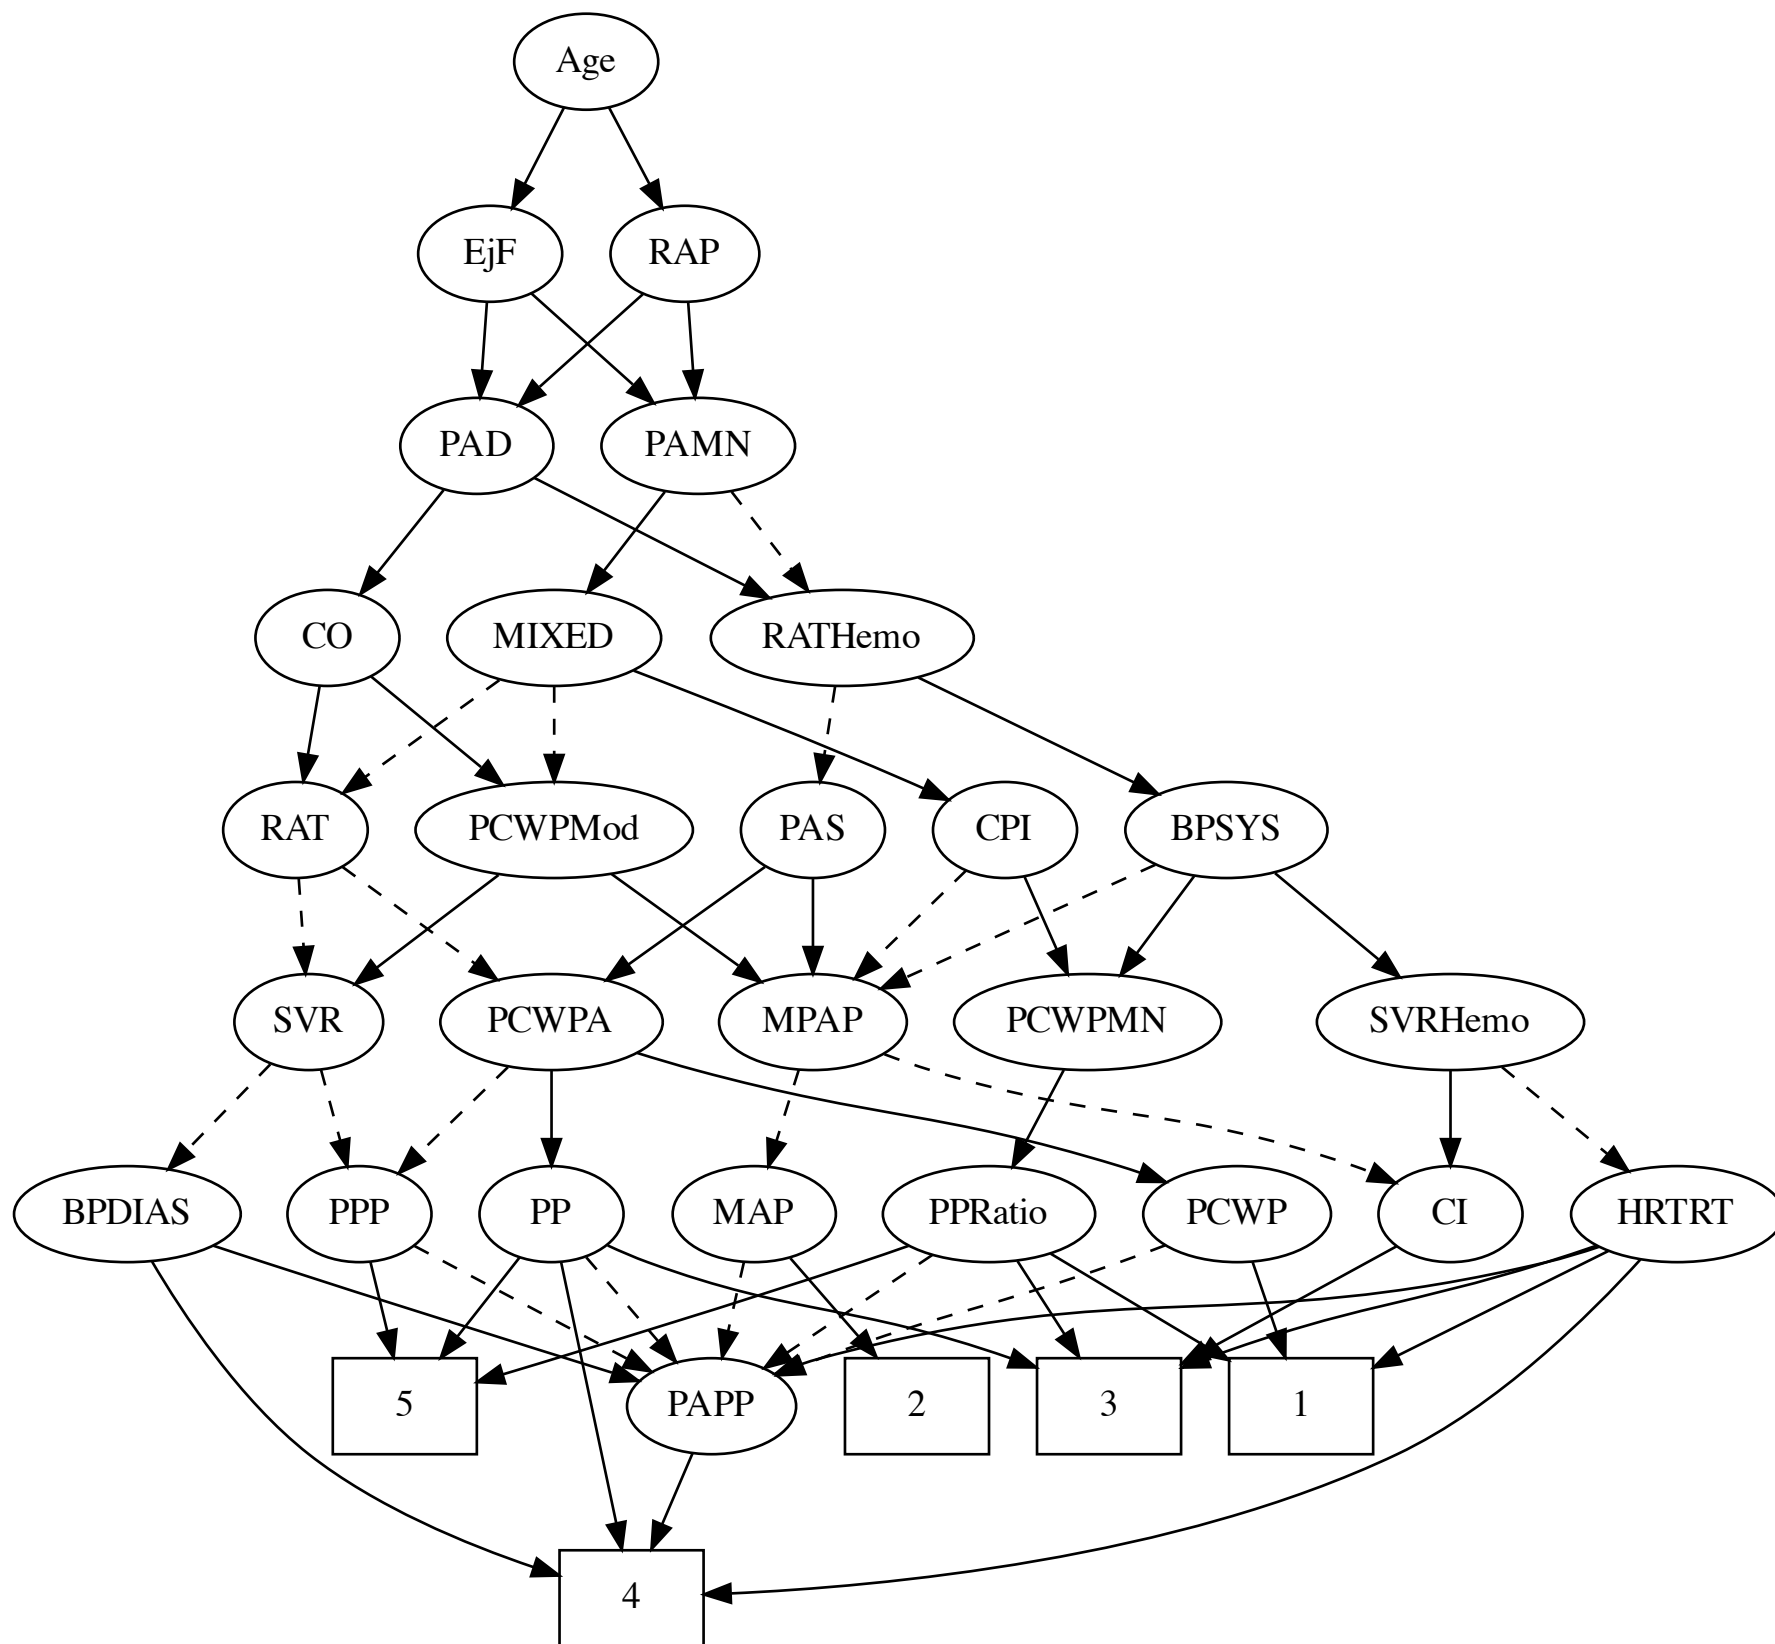 Age
EjF
RAP
PAD
PAMN
CO
MIXED
RATHemo
RAT
PCWPMod
PAS
CPI
BPSYS
SVR
PCWPA
MPAP
PCWPMN
SVRHemo
BPDIAS
PPP
PP
MAP
PPRatio
PCWP
CI
HRTRT
5
PAPP
2
3
1
4